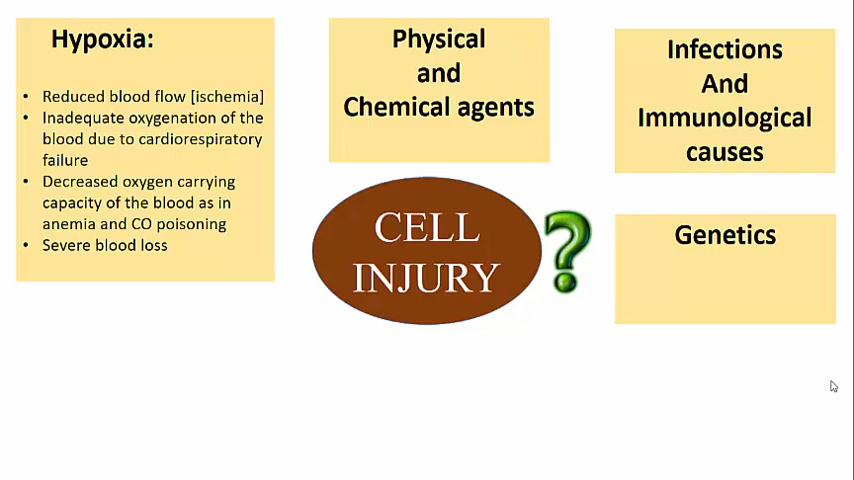 Hypoxia:
• Reduced blood flow [ischemia]
• Inadequate oxygenation of the
blood due to cardiorespiratory
failure
• Decreased oxygen carrying
capacity of the blood as in
anemia and CO poisoning
• Severe blood loss
Physical
and
Chemical agents
Infections
And
Immunological
causes
CELL
INJURY
?
Genetics